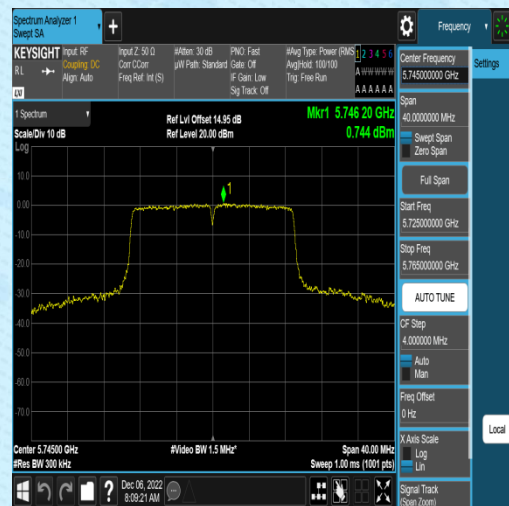 Spectrum Analyzer 1
Swept SA
+
Frequency
KEYSIGHT
RL
LXI
Input: RF
Coupling: DC
Align: Auto
Input Z: 50 Ω
Corr CCorr
Freq Ref: Int (S)
#Atten: 30 dB
µW Path: Standard
PNO: Fast
Gate: Off
IF Gain: Low
Sig Track: Off
#Avg Type: Power (RMS
Avg|Hold: 100/100
Trig: Free Run
1 2 3 4 5 6
A W W W W W
A A A A A A
Center Frequency
5.745000000 GHz
Settings
Span
40.0000000 MHz
Swept Span
Zero Span
Full Span
Start Freq
5.725000000 GHz
Stop Freq
5.765000000 GHz
AUTO TUNE
CF Step
4.000000 MHz
Auto
Man
Freq Offset
0 Hz
X Axis Scale
Log
Lin
Signal Track
(Span Zoom)
Local
1 Spectrum
Scale/Div 10 dB
Log
Ref Lvl Offset 14.95 dB
Ref Level 20.00 dBm
Mkr1 5.746 20 GHz
0.744 dBm
1
10.0
0.00
-10.0
-20.0
-30.0
-40.0
-50.0
-60.0
-70.0
Center 5.74500 GHz
#Res BW 300 kHz
#Video BW 1.5 MHz*
Span 40.00 MHz
Sweep 1.00 ms (1001 pts)
?
Dec 06, 2022
8:09:21 AM